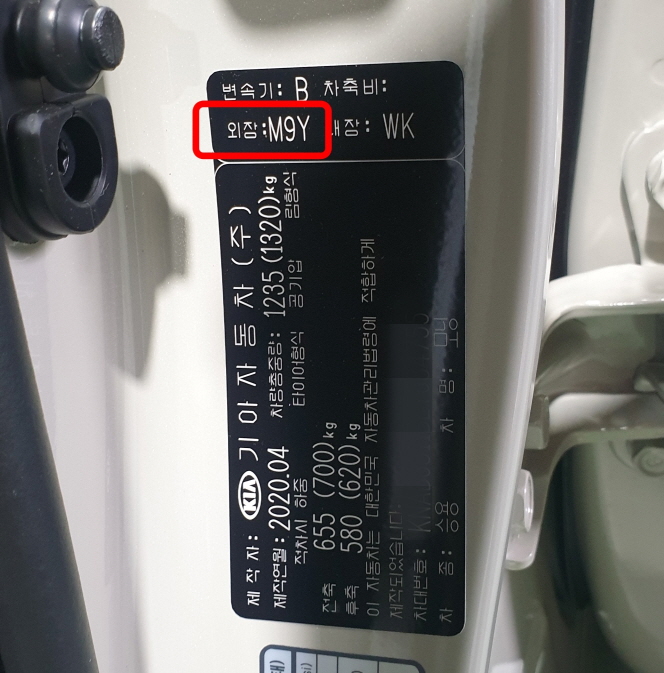 변속기: B 차축비:
외장:M9Y 내장: WK
제 작 자: KIA 기 아 자 동 차 ( 주 )
제작연월: 2020.04 차량총중량: 1235 (1320)kg
적차시 하중 타이어형식 공기압 림형식
전축 655 (700)kg
후축 580 (620)kg
이 자동차는 대한민국 자동차관리법령에 적합하게
제작되었습니다.
차대번호:
차 종: 승용 차 명: